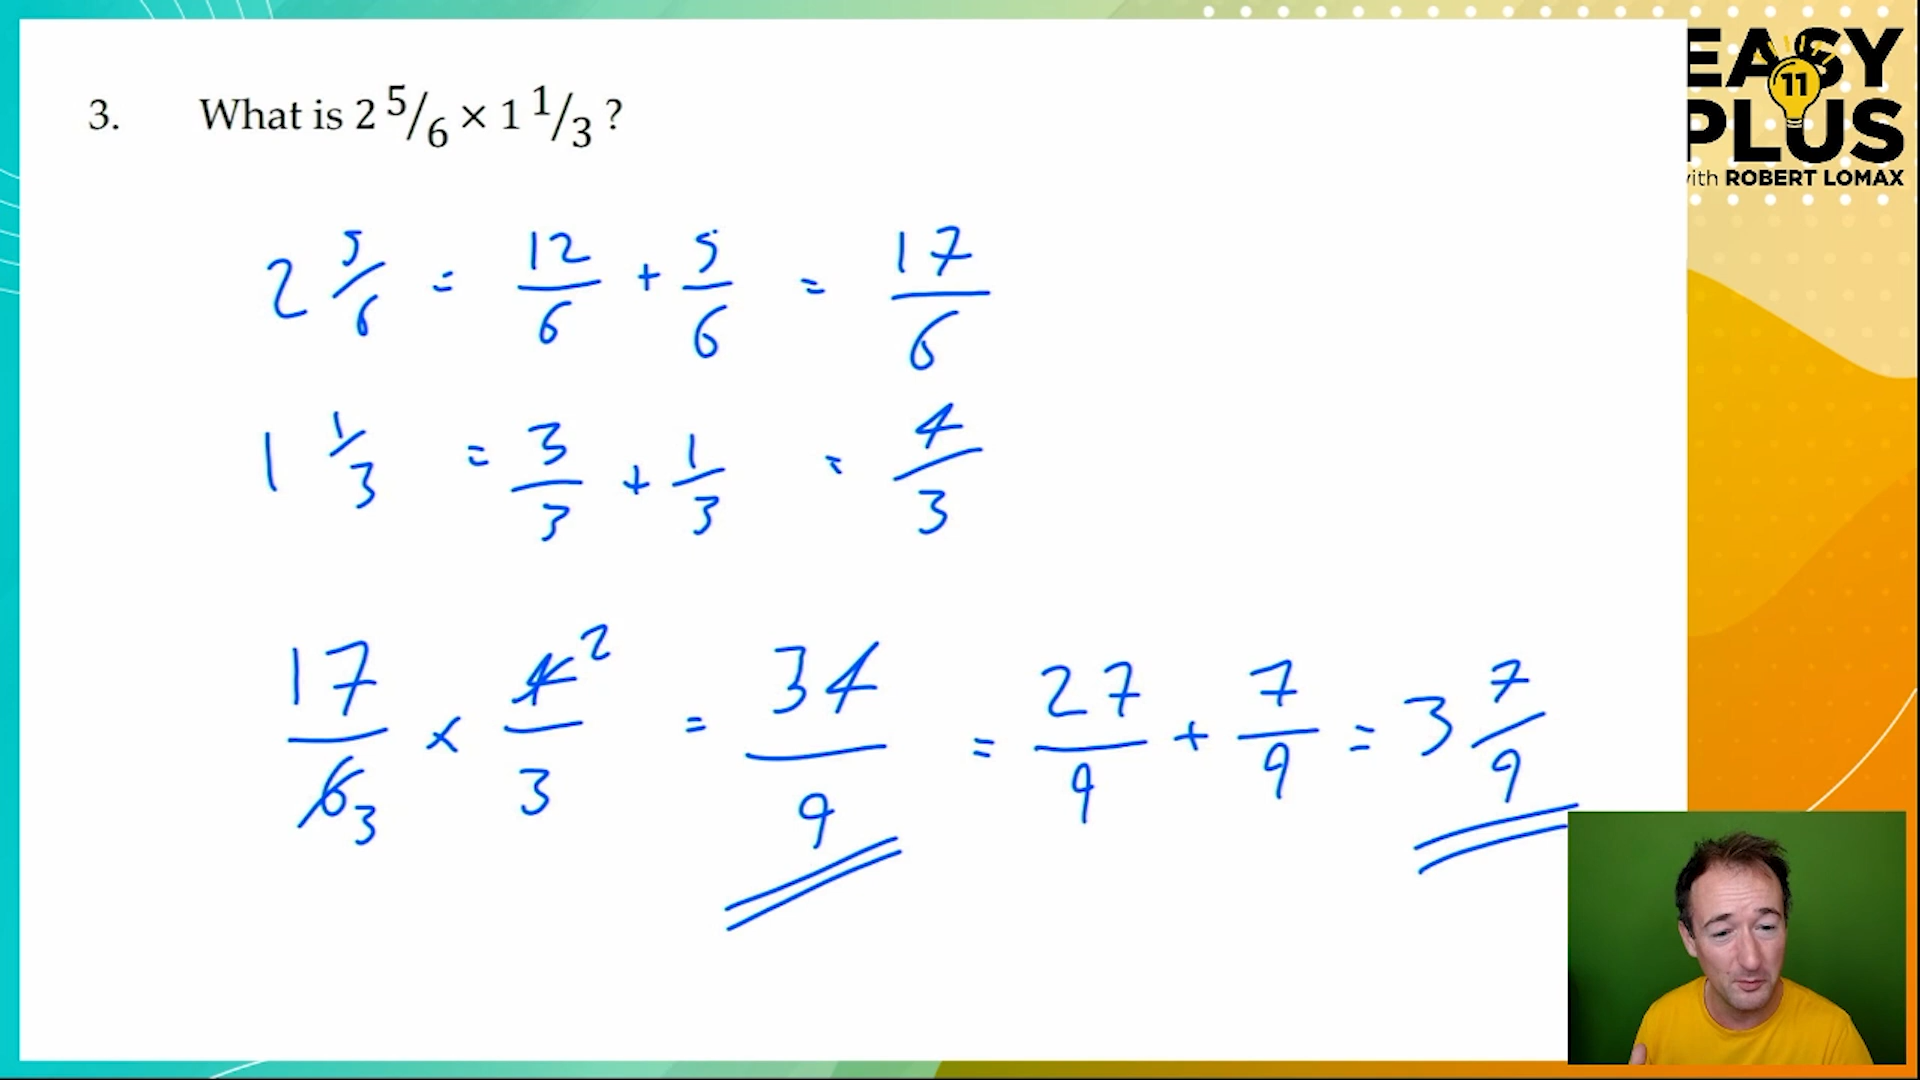 3. What is 2 5/6 × 1 1/3 ?
2 5/6 = 12/6 + 5/6 = 17/6
1 1/3 = 3/3 + 1/3 = 4/3
17/6 3 × 4/3 2 = 34/9 = 27/9 + 7/9 = 3 7/9
EASY
11
PLUS
with ROBERT LOMAX